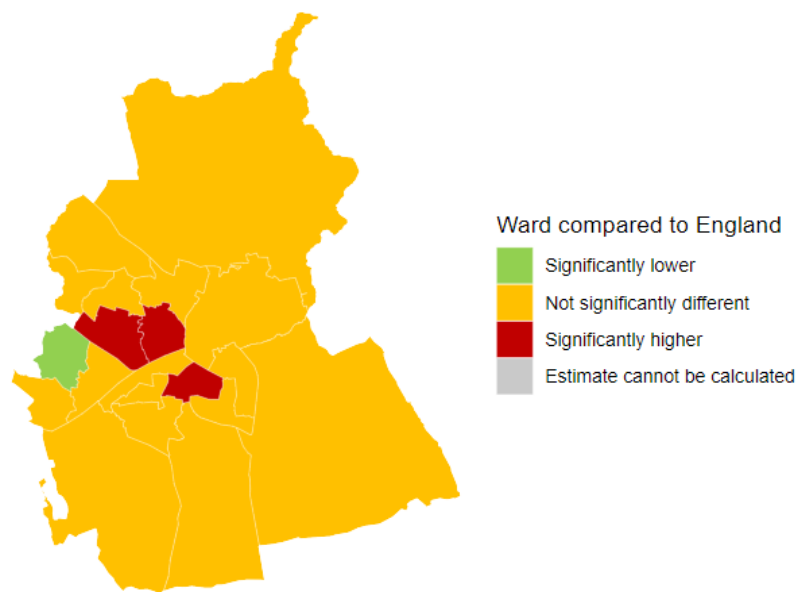 Ward compared to England
Significantly lower
Not significantly different
Significantly higher
Estimate cannot be calculated